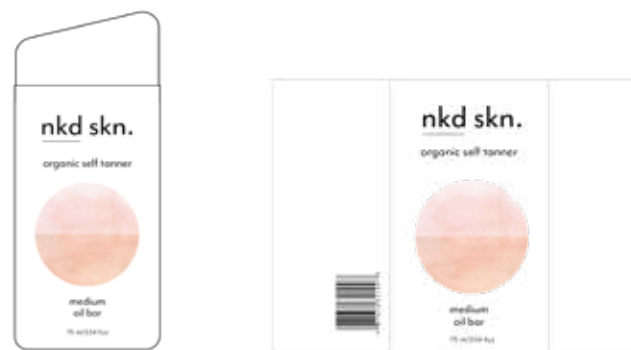 nkd skn.
organic self tanner
medium
oil bar
nkd skn.
organic self tanner
medium
oil bar